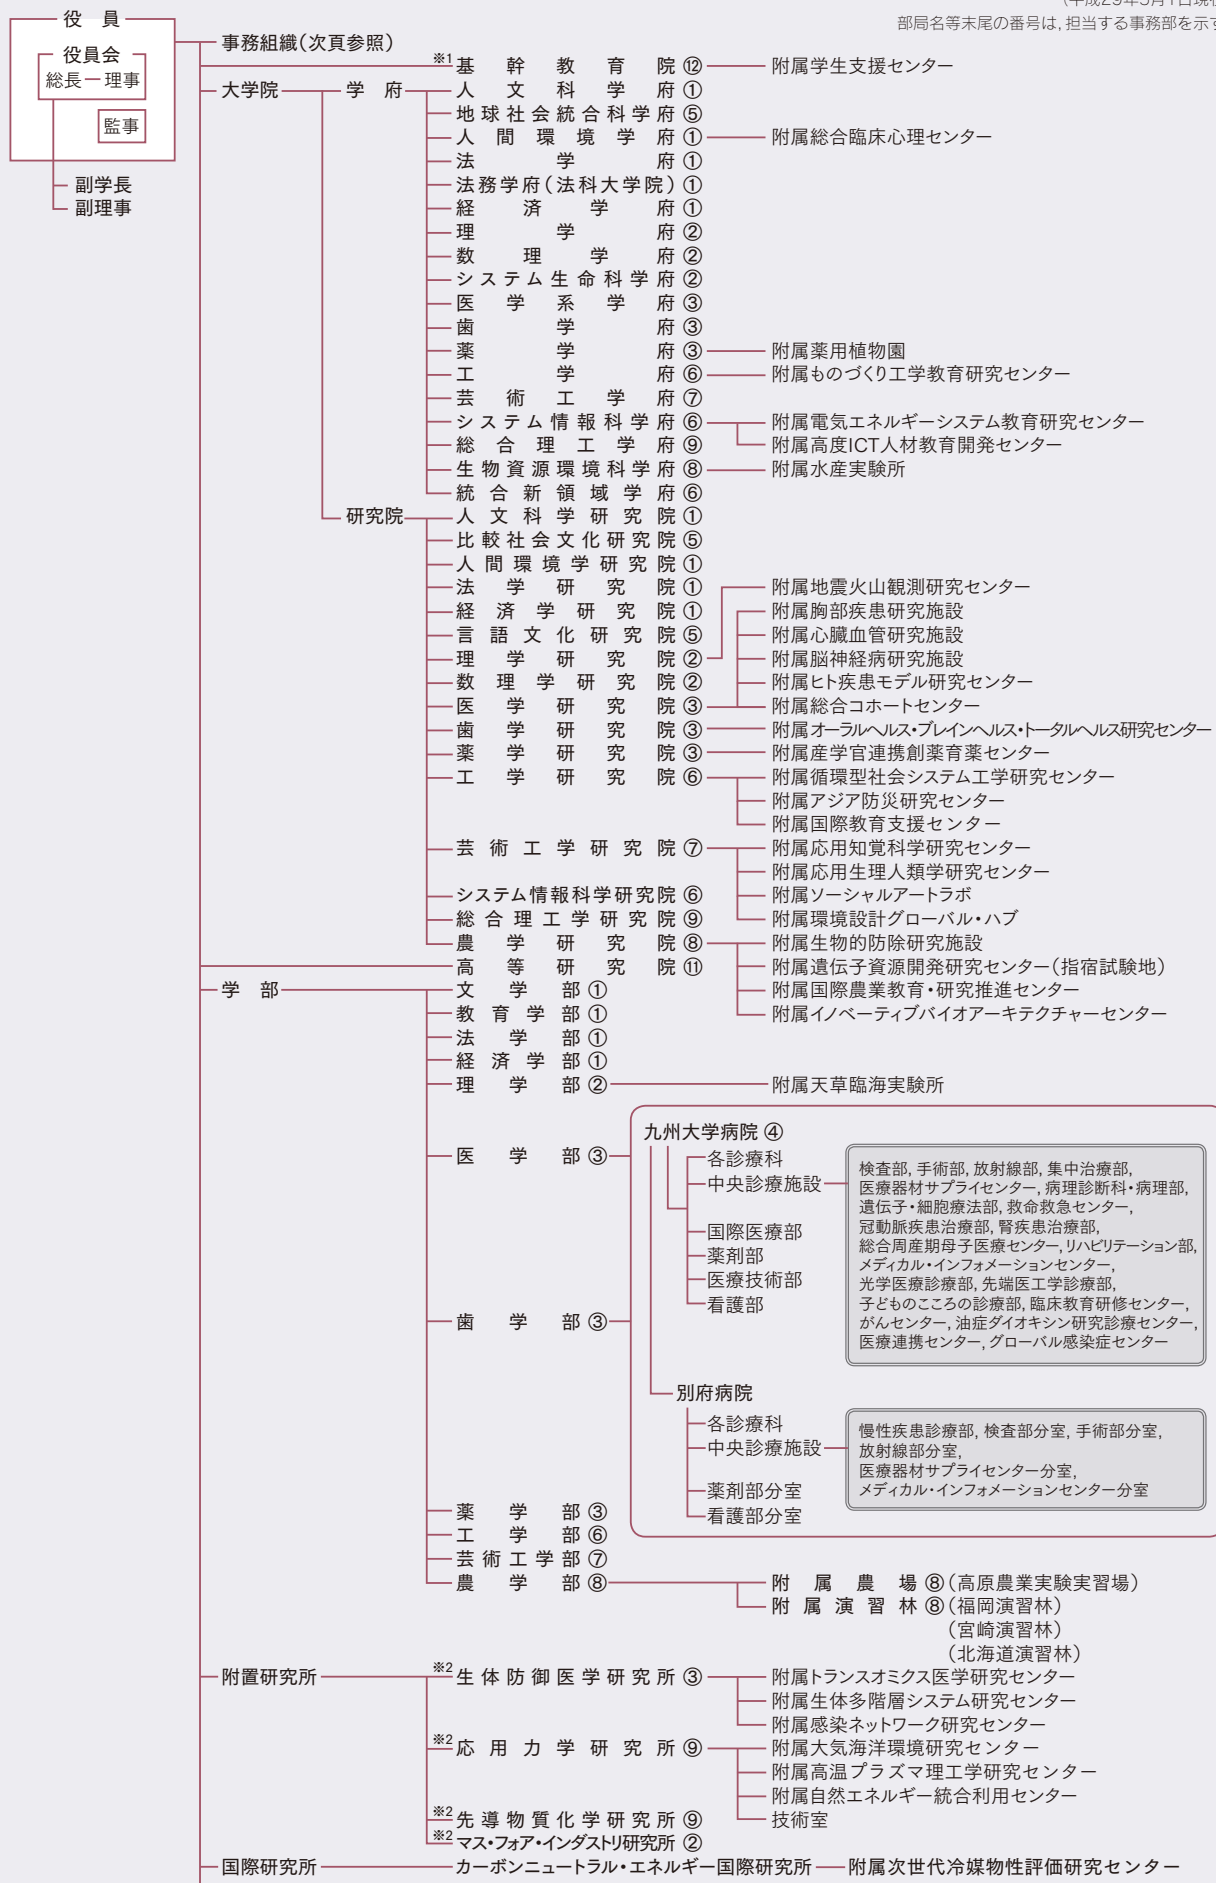 (平成29年5月1日現在
部局名等末尾の番号は,担当する事務部を示す
役 員
役員会
総長 理事
監事
副学長
副理事
事務組織(次頁参照)
※1 基幹教育院⑫ 附属学生支援センター
大学院 学 府 人文科学府①
地球社会統合科学府⑤
人間環境学府① 附属総合臨床心理センター
法学府①
法務学府(法科大学院)①
経済学府①
理学府②
数理学府②
システム生命科学府②
医学系学府③
歯学府③
薬学府③ 附属薬用植物園
工学府⑥ 附属ものづくり工学教育研究センター
芸術工学府⑦
システム情報科学府⑥ 附属電気エネルギーシステム教育研究センター
総合理工学府⑨ 附属高度ICT人材教育開発センター
生物資源環境科学府⑧ 附属水産実験所
統合新領域学府⑥
研究院 人文科学研究院①
比較社会文化研究院⑤
人間環境学研究院①
法学研究院① 附属地震火山観測研究センター
経済学研究院① 附属胸部疾患研究施設
言語文化研究院⑤ 附属心臓血管研究施設
理学研究院② 附属脳神経病研究施設
数理学研究院② 附属ヒト疾患モデル研究センター
医学研究院③ 附属総合コホートセンター
歯学研究院③ 附属オーラルヘルス・ブレインヘルス・トータルヘルス研究センター
薬学研究院③ 附属産学官連携創薬育薬センター
工学研究院⑥ 附属循環型社会システム工学研究センター
附属アジア防災研究センター
附属国際教育支援センター
芸術工学研究院⑦ 附属応用知覚科学研究センター
附属応用生理人類学研究センター
システム情報科学研究院⑥ 附属ソーシャルアートラボ
総合理工学研究院⑨ 附属環境設計グローバル・ハブ
農学研究院⑧ 附属生物的防除研究施設
高等研究院⑪ 附属遺伝子資源開発研究センター(指宿試験地)
学 部 文学部① 附属国際農業教育・研究推進センター
教育学部① 附属イノベーティブバイオアーキテクチャーセンター
法学部①
経済学部①
理学部② 附属天草臨海実験所
医学部③
九州大学病院④
各診療科
中央診療施設
検査部, 手術部, 放射線部, 集中治療部,
医療器材サプライセンター, 病理診断科・病理部,
遺伝子・細胞療法部, 救命救急センター,
冠動脈疾患治療部, 腎疾患治療部,
総合周産期母子医療センター, リハビリテーション部,
メディカル・インフォメーションセンター,
光学医療診療部, 先端医工学診療部,
子どものこころの診療部, 臨床教育研修センター,
がんセンター, 油症ダイオキシン研究診療センター,
医療連携センター, グローバル感染症センター
国際医療部
薬剤部
医療技術部
看護部
歯学部③
別府病院
各診療科
中央診療施設
慢性疾患診療部, 検査部分室, 手術部分室,
放射線部分室,
医療器材サプライセンター分室,
メディカル・インフォメーションセンター分室
薬剤部分室
看護部分室
薬学部③
工学部⑥
芸術工学部⑦
農学部⑧ 附属農場⑧(高原農業実験実習場)
附属演習林⑧(福岡演習林)
(宮崎演習林)
(北海道演習林)
附置研究所 ※2 生体防御医学研究所③ 附属トランスオミクス医学研究センター
附属生体多階層システム研究センター
附属感染ネットワーク研究センター
※2 応用力学研究所⑨ 附属大気海洋環境研究センター
附属高温プラズマ理工学研究センター
附属自然エネルギー統合利用センター
※2 先導物質化学研究所⑨ 技術室
※2 マス・フォア・インダストリ研究所②
国際研究所 カーボンニュートラル・エネルギー国際研究所 附属次世代冷媒物性評価研究センター